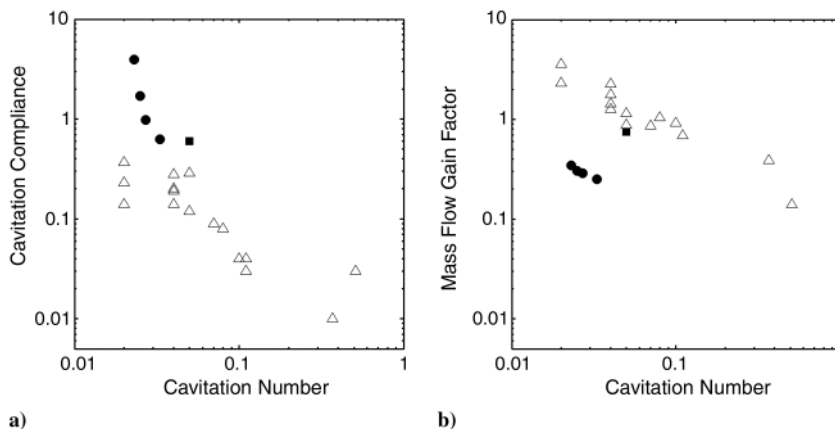 10
1
0.1
0.01
Cavitation Compliance
0.01 0.1 1
Cavitation Number
a)
10
1
0.1
0.01
Mass Flow Gain Factor
0.01 0.1
Cavitation Number
b)